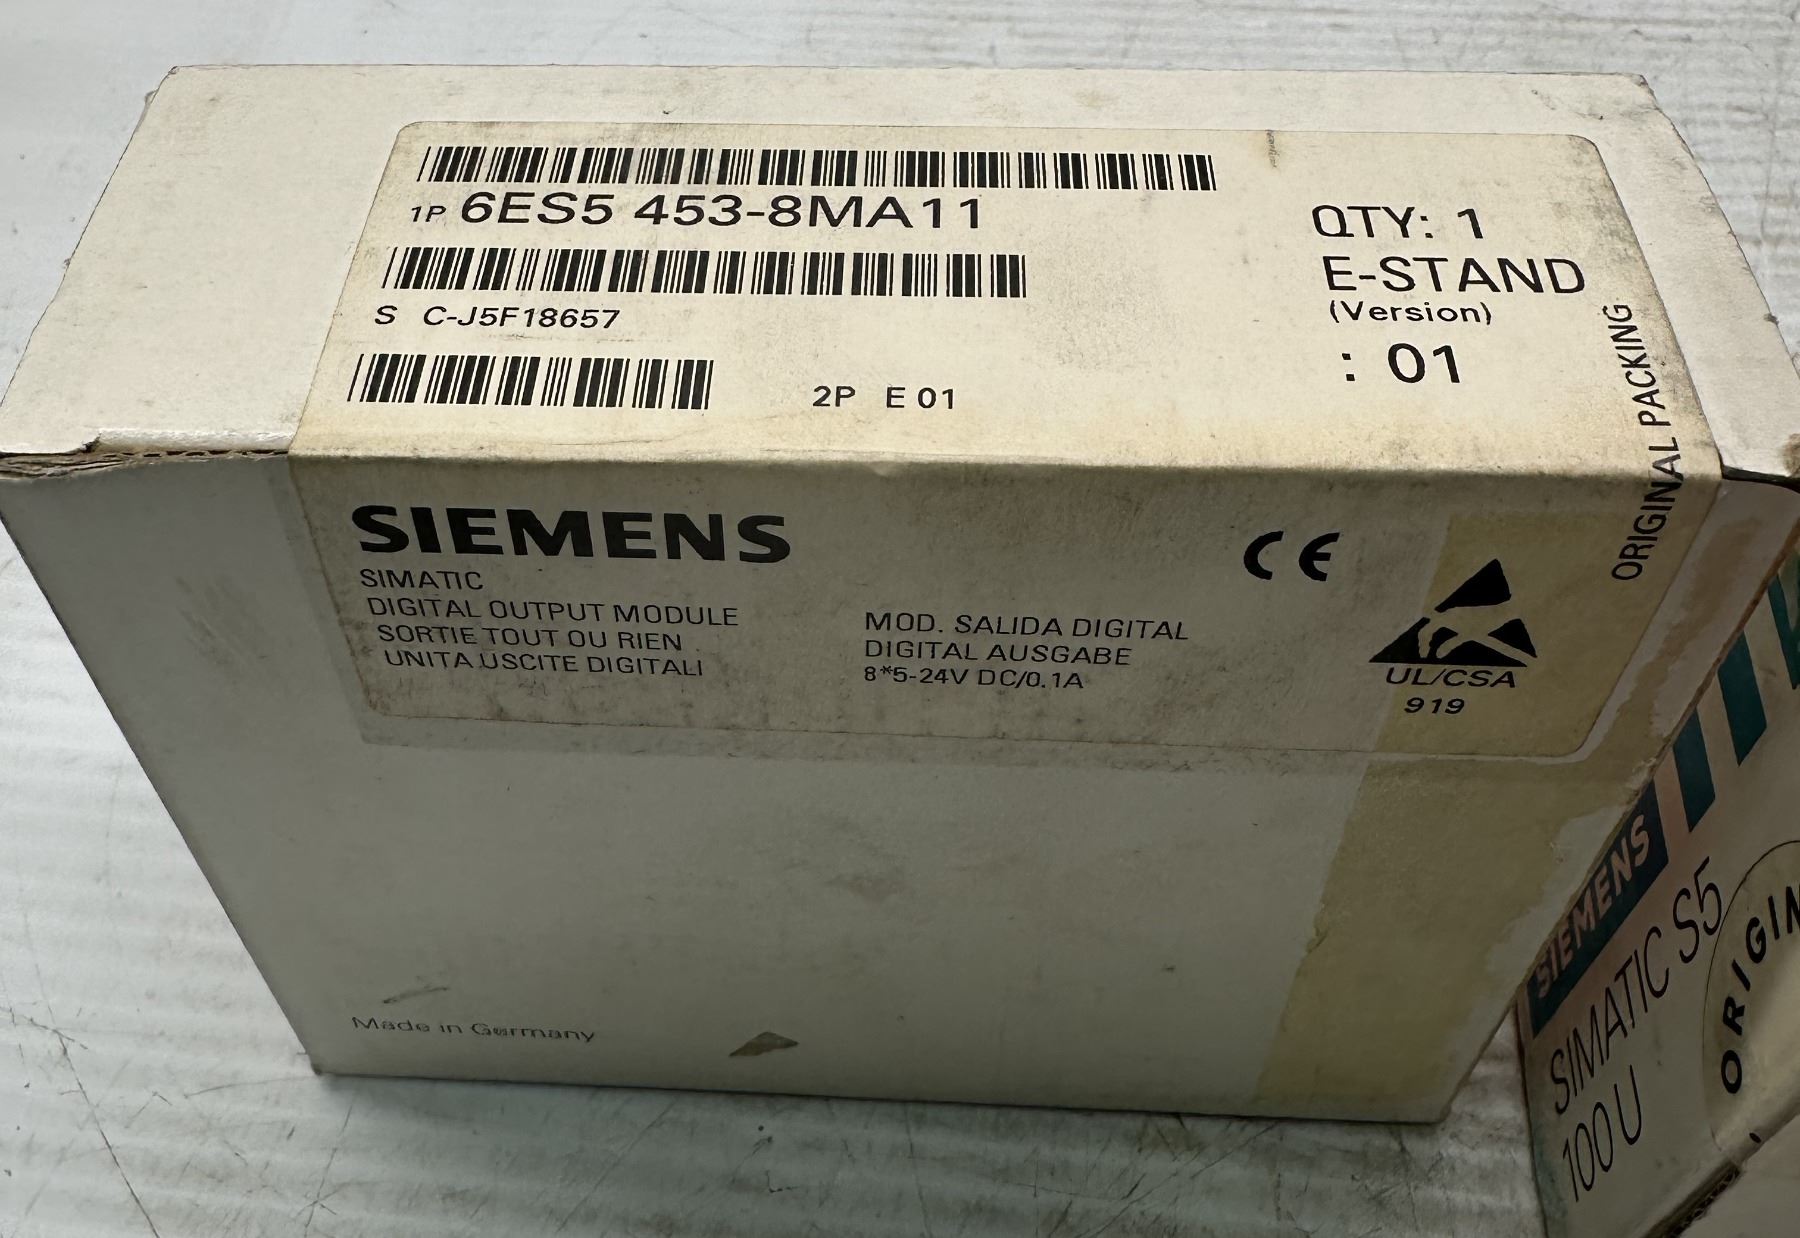 1P 6ES5 453-8MA11
S C-J5F18657
2P E 01
QTY: 1
E-STAND
(Version)
: 01
ORIGINAL PACKING
SIEMENS
SIMATIC
DIGITAL OUTPUT MODULE
SORTIE TOUT OU RIEN
UNITA USCITE DIGITALI
MOD. SALIDA DIGITAL
DIGITAL AUSGABE
8*5-24V DC/0.1A
CE
UL/CSA
919
Made in Germany
SIEMENS
SIMATIC S5
100U
ORIGIN